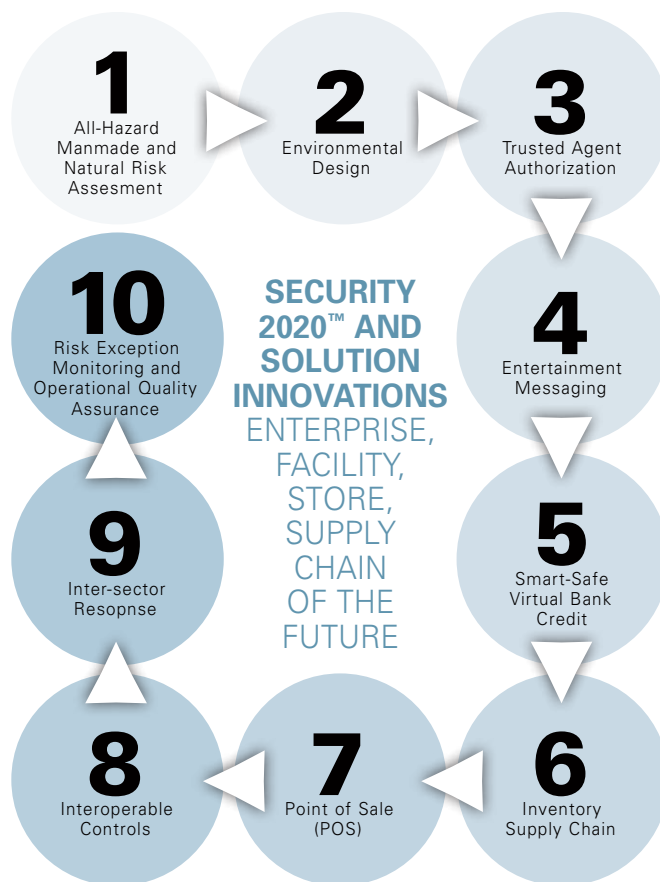 1
All-Hazard
Manmade and
Natural Risk
Assesment
2
Environmental
Design
3
Trusted Agent
Authorization
4
Entertainment
Messaging
5
Smart-Safe
Virtual Bank
Credit
6
Inventory
Supply Chain
7
Point of Sale
(POS)
8
Interoperable
Controls
9
Inter-sector
Resopnse
10
Risk Exception
Monitoring and
Operational Quality
Assurance
SECURITY
2020™ AND
SOLUTION
INNOVATIONS
ENTERPRISE,
FACILITY,
STORE,
SUPPLY
CHAIN
OF THE
FUTURE